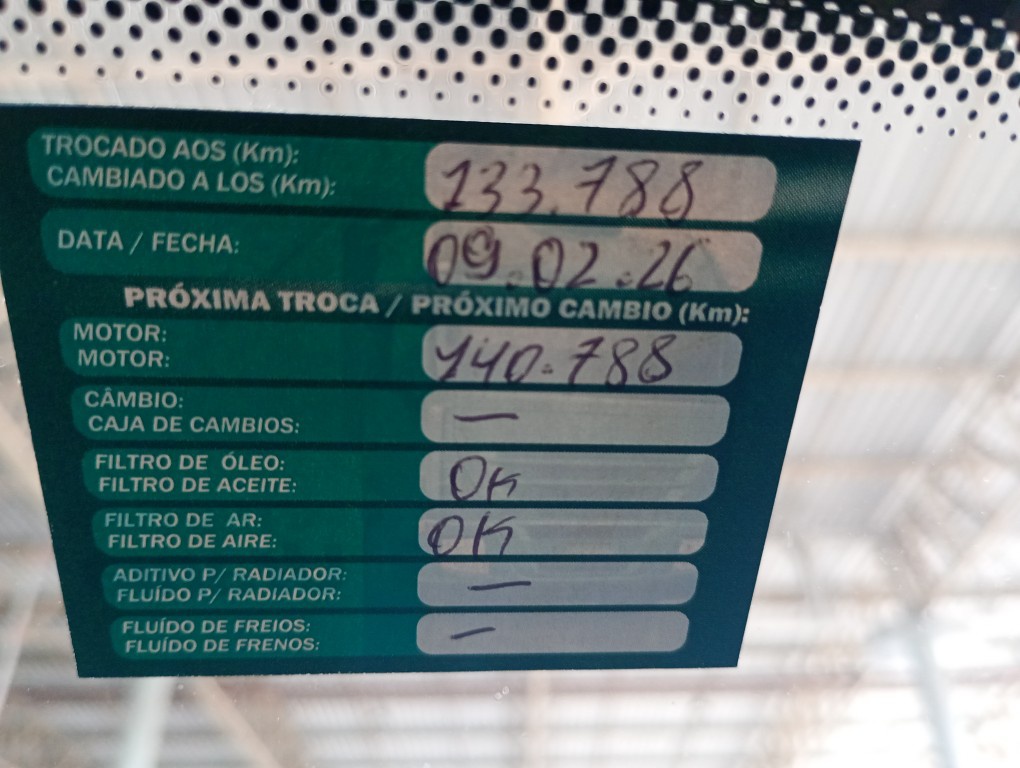 TROCADO AOS (Km):
CAMBIADO A LOS (Km): 133.788
DATA / FECHA: 09.02.26
PRÓXIMA TROCA / PRÓXIMO CAMBIO (Km):
MOTOR:
MOTOR: 140.788
CÂMBIO:
CAJA DE CAMBIOS: —
FILTRO DE ÓLEO:
FILTRO DE ACEITE: OK
FILTRO DE AR:
FILTRO DE AIRE: OK
ADITIVO P/ RADIADOR:
FLUÍDO P/ RADIADOR: —
FLUÍDO DE FREIOS:
FLUÍDO DE FRENOS: —